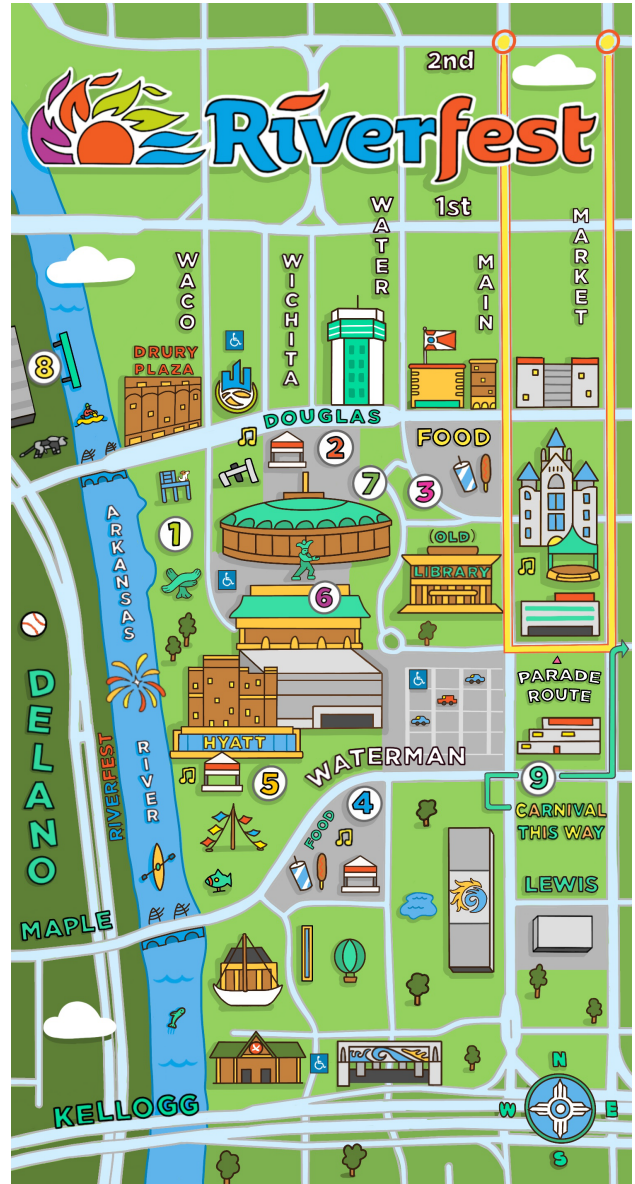 2nd
Riverfest
1st
WATER
MARKET
MAIN
WACO
WICHITA
8
DRURY
PLAZA
DOUGLAS
FOOD
2
7
3
1
ARKANSAS
(OLD)
LIBRARY
6
PARADE
ROUTE
DELANO
RIVERFEST
RIVER
HYATT
WATERMAN
5
9
4
FOOD
CARNIVAL
THIS WAY
LEWIS
MAPLE
KELLOGG
N
W
E
S